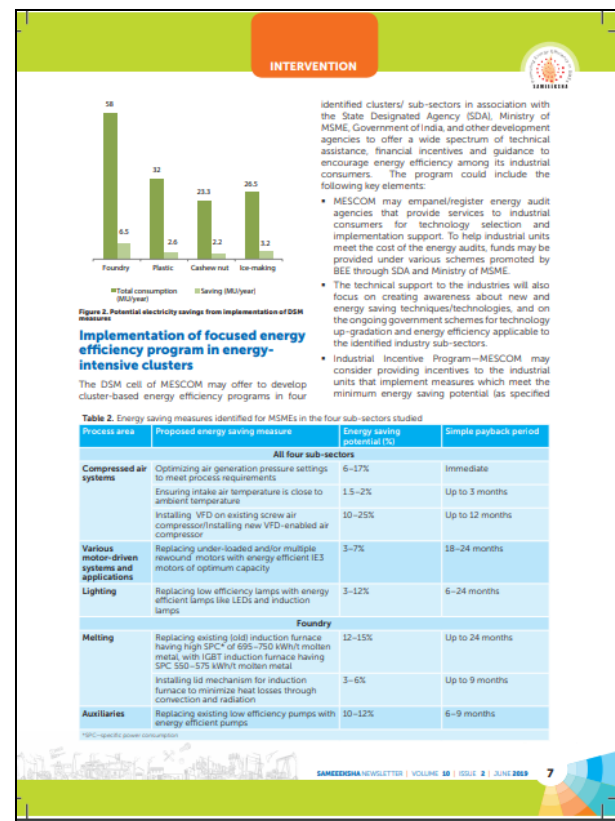 INTERVENTION
SAMEEEKSHA
58
32
23.3
26.5
6.5
2.6
2.2
3.2
Foundry Plastic Cashew nut Ice-making
Total consumption (MU/year) Saving (MU/year)
Figure 2. Potential electricity savings from implementation of DSM
measures
Implementation of focused energy
efficiency program in energy-
intensive clusters
The DSM cell of MESCOM may offer to develop
cluster-based energy efficiency programs in four
identified clusters/ sub-sectors in association with
the State Designated Agency (SDA), Ministry of
MSME, Government of India, and other development
agencies to offer a wide spectrum of technical
assistance, financial incentives and guidance to
encourage energy efficiency among its industrial
consumers. The program could include the
following key elements:
▪ MESCOM may empanel/register energy audit
agencies that provide services to industrial
consumers for technology selection and
implementation support. To help industrial units
meet the cost of the energy audits, funds may be
provided under various schemes promoted by
BEE through SDA and Ministry of MSME.
▪ The technical support to the industries will also
focus on creating awareness about new and
energy saving techniques/technologies, and on
the ongoing government schemes for technology
up-gradation and energy efficiency applicable to
the identified industry sub-sectors.
▪ Industrial Incentive Program—MESCOM may
consider providing incentives to the industrial
units that implement measures which meet the
minimum energy saving potential (as specified
Table 2. Energy saving measures identified for MSMEs in the four sub-sectors studied
Process area Proposed energy saving measure Energy saving potential (%) Simple payback period
All four sub-sectors
Compressed air Optimizing air generation pressure settings 6–17% Immediate
systems to meet process requirements
Ensuring intake air temperature is close to 1.5–2% Up to 3 months
ambient temperature
Installing VFD on existing screw air 10–25% Up to 12 months
compressor/Installing new VFD-enabled air
compressor
Various Replacing under-loaded and/or multiple 3–7% 18–24 months
motor-driven rewound motors with energy efficient IE3
systems and motors of optimum capacity
applications
Lighting Replacing low efficiency lamps with energy 3–12% 6–24 months
efficient lamps like LEDs and induction
lamps
Foundry
Melting Replacing existing (old) induction furnace 12–15% Up to 24 months
having high SPC* of 695–750 kWh/t molten
metal, with IGBT induction furnace having
SPC 550–575 kWh/t molten metal
Installing lid mechanism for induction 3–6% Up to 9 months
furnace to minimize heat losses through
convection and radiation
Auxiliaries Replacing existing low efficiency pumps with 10–12% 6–9 months
energy efficient pumps
*SPC—specific power consumption
SAMEEEKSHA NEWSLETTER | VOLUME 10 | ISSUE 2 | JUNE 2019 7